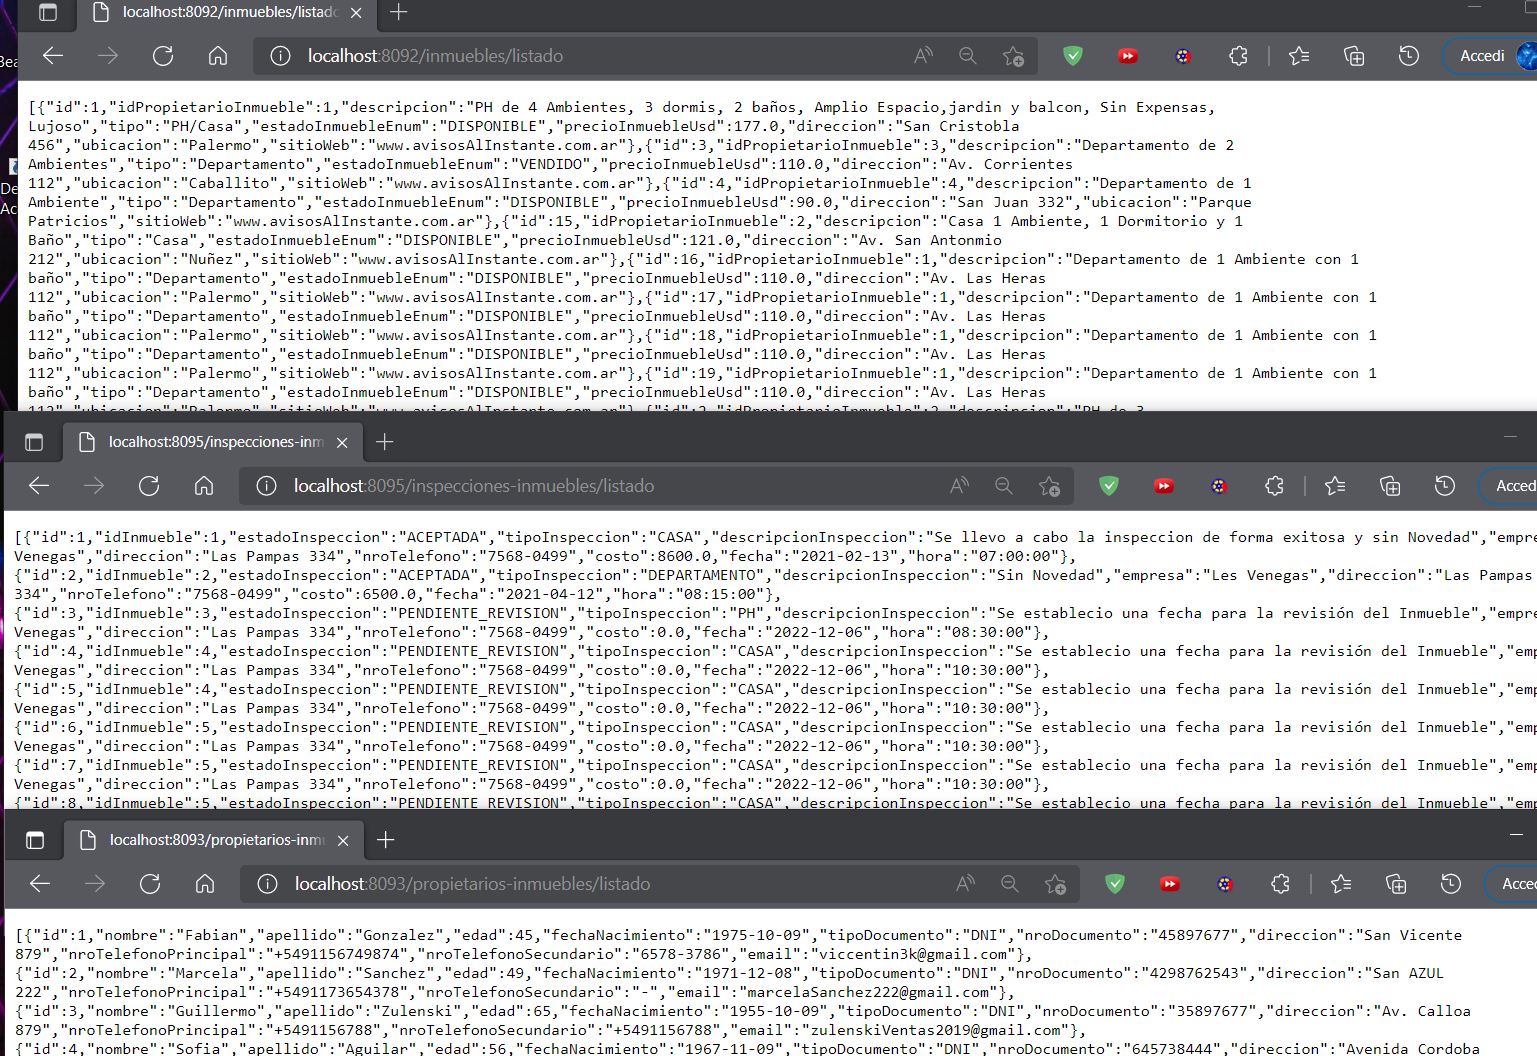 localhost:8092/inmuebles/listado
localhost:8092/inmuebles/listado
Accedi
[{"id":1,"idPropietarioInmueble":1,"descripcion":"PH de 4 Ambientes, 3 dormis, 2 baños, Amplio Espacio,jardin y balcon, Sin Expensas,
Lujoso","tipo":"PH/Casa","estadoInmuebleEnum":"DISPONIBLE","precioInmuebleUsd":177.0,"direccion":"San Cristobla
456","ubicacion":"Palermo","sitioWeb":"www.avisosAlInstante.com.ar"},{"id":3,"idPropietarioInmueble":3,"descripcion":"Departamento de 2
Ambientes","tipo":"Departamento","estadoInmuebleEnum":"VENDIDO","precioInmuebleUsd":110.0,"direccion":"Av. Corrientes
112","ubicacion":"Caballito","sitioWeb":"www.avisosAlInstante.com.ar"},{"id":4,"idPropietarioInmueble":4,"descripcion":"Departamento de 1
Ambiente","tipo":"Departamento","estadoInmuebleEnum":"DISPONIBLE","precioInmuebleUsd":90.0,"direccion":"San Juan 332","ubicacion":"Parque
Patricios","sitioWeb":"www.avisosAlInstante.com.ar"},{"id":15,"idPropietarioInmueble":2,"descripcion":"Casa 1 Ambiente, 1 Dormitorio y 1
Baño","tipo":"Casa","estadoInmuebleEnum":"DISPONIBLE","precioInmuebleUsd":121.0,"direccion":"Av. San Antonmio
212","ubicacion":"Nuñez","sitioWeb":"www.avisosAlInstante.com.ar"},{"id":16,"idPropietarioInmueble":1,"descripcion":"Departamento de 1 Ambiente con 1
baño","tipo":"Departamento","estadoInmuebleEnum":"DISPONIBLE","precioInmuebleUsd":110.0,"direccion":"Av. Las Heras
112","ubicacion":"Palermo","sitioWeb":"www.avisosAlInstante.com.ar"},{"id":17,"idPropietarioInmueble":1,"descripcion":"Departamento de 1 Ambiente con 1
baño","tipo":"Departamento","estadoInmuebleEnum":"DISPONIBLE","precioInmuebleUsd":110.0,"direccion":"Av. Las Heras
112","ubicacion":"Palermo","sitioWeb":"www.avisosAlInstante.com.ar"},{"id":18,"idPropietarioInmueble":1,"descripcion":"Departamento de 1 Ambiente con 1
baño","tipo":"Departamento","estadoInmuebleEnum":"DISPONIBLE","precioInmuebleUsd":110.0,"direccion":"Av. Las Heras
112","ubicacion":"Palermo","sitioWeb":"www.avisosAlInstante.com.ar"},{"id":19,"idPropietarioInmueble":1,"descripcion":"Departamento de 1 Ambiente con 1
baño","tipo":"Departamento","estadoInmuebleEnum":"DISPONIBLE","precioInmuebleUsd":110.0,"direccion":"Av. Las Heras
112","ubicacion":"Palermo","sitioWeb":"www.avisosAlInstante.com.ar"},{"id":2,"idPropietarioInmueble":2,"descripcion":"PH de 3
localhost:8095/inspecciones-inm
localhost:8095/inspecciones-inmuebles/listado
Acced
[{"id":1,"idInmueble":1,"estadoInspeccion":"ACEPTADA","tipoInspeccion":"CASA","descripcionInspeccion":"Se llevo a cabo la inspeccion de forma exitosa y sin Novedad","empre
Venegas","direccion":"Las Pampas 334","nroTelefono":"7568-0499","costo":8600.0,"fecha":"2021-02-13","hora":"07:00:00"},
{"id":2,"idInmueble":2,"estadoInspeccion":"ACEPTADA","tipoInspeccion":"DEPARTAMENTO","descripcionInspeccion":"Sin Novedad","empresa":"Les Venegas","direccion":"Las Pampas
334","nroTelefono":"7568-0499","costo":6500.0,"fecha":"2021-04-12","hora":"08:15:00"},
{"id":3,"idInmueble":3,"estadoInspeccion":"PENDIENTE_REVISION","tipoInspeccion":"PH","descripcionInspeccion":"Se establecio una fecha para la revisión del Inmueble","empre
Venegas","direccion":"Las Pampas 334","nroTelefono":"7568-0499","costo":0.0,"fecha":"2022-12-06","hora":"08:30:00"},
{"id":4,"idInmueble":4,"estadoInspeccion":"PENDIENTE_REVISION","tipoInspeccion":"CASA","descripcionInspeccion":"Se establecio una fecha para la revisión del Inmueble","emp
Venegas","direccion":"Las Pampas 334","nroTelefono":"7568-0499","costo":0.0,"fecha":"2022-12-06","hora":"10:30:00"},
{"id":5,"idInmueble":4,"estadoInspeccion":"PENDIENTE_REVISION","tipoInspeccion":"CASA","descripcionInspeccion":"Se establecio una fecha para la revisión del Inmueble","emp
Venegas","direccion":"Las Pampas 334","nroTelefono":"7568-0499","costo":0.0,"fecha":"2022-12-06","hora":"10:30:00"},
{"id":6,"idInmueble":5,"estadoInspeccion":"PENDIENTE_REVISION","tipoInspeccion":"CASA","descripcionInspeccion":"Se establecio una fecha para la revisión del Inmueble","emp
Venegas","direccion":"Las Pampas 334","nroTelefono":"7568-0499","costo":0.0,"fecha":"2022-12-06","hora":"10:30:00"},
{"id":7,"idInmueble":5,"estadoInspeccion":"PENDIENTE_REVISION","tipoInspeccion":"CASA","descripcionInspeccion":"Se establecio una fecha para la revisión del Inmueble","emp
Venegas","direccion":"Las Pampas 334","nroTelefono":"7568-0499","costo":0.0,"fecha":"2022-12-06","hora":"10:30:00"},
{"id":8,"idInmueble":5,"estadoInspeccion":"PENDIENTE_REVISION","tipoInspeccion":"CASA","descripcionInspeccion":"Se establecio una fecha para la revisión del Inmueble","emp
localhost:8093/propietarios-inmu
localhost:8093/propietarios-inmuebles/listado
Acced
[{"id":1,"nombre":"Fabian","apellido":"Gonzalez","edad":45,"fechaNacimiento":"1975-10-09","tipoDocumento":"DNI","nroDocumento":"45897677","direccion":"San Vicente
879","nroTelefonoPrincipal":"+5491156749874","nroTelefonoSecundario":"6578-3786","email":"viccentin3k@gmail.com"},
{"id":2,"nombre":"Marcela","apellido":"Sanchez","edad":49,"fechaNacimiento":"1971-12-08","tipoDocumento":"DNI","nroDocumento":"4298762543","direccion":"San AZUL
222","nroTelefonoPrincipal":"+5491173654378","nroTelefonoSecundario":"-","email":"marcelaSanchez222@gmail.com"},
{"id":3,"nombre":"Guillermo","apellido":"Zulenski","edad":65,"fechaNacimiento":"1955-10-09","tipoDocumento":"DNI","nroDocumento":"35897677","direccion":"Av. Calloa
879","nroTelefonoPrincipal":"+5491156788","nroTelefonoSecundario":"+5491156788","email":"zulenskiVentas2019@gmail.com"},
{"id":4,"nombre":"Sofia","apellido":"Aguilar","edad":56,"fechaNacimiento":"1967-11-09","tipoDocumento":"DNI","nroDocumento":"645738444","direccion":"Avenida Cordoba